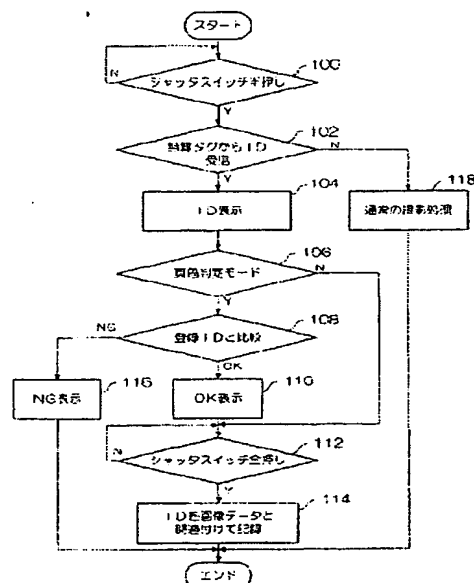 スタート
100
シャッタスイッチ半押し
N
Y
102
無線タグからID
受信
N
Y
104
ID表示
118
通常の撮影処理
106
真偽判定モード
N
Y
108
登録IDと比較
NG
OK
116
NG表示
110
OK表示
112
シャッタスイッチ全押し
N
Y
114
IDを画像データと
関連付けて記録
エンド